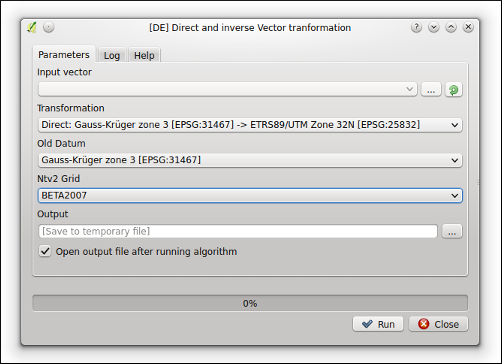 [DE] Direct and inverse Vector tranformation
Parameters Log Help
Input vector
...
Transformation
Direct: Gauss-Krüger zone 3 [EPSG:31467] -> ETRS89/UTM Zone 32N [EPSG:25832]
Old Datum
Gauss-Krüger zone 3 [EPSG:31467]
Ntv2 Grid
BETA2007
Output
[Save to temporary file] ...
Open output file after running algorithm
0%
Run Close